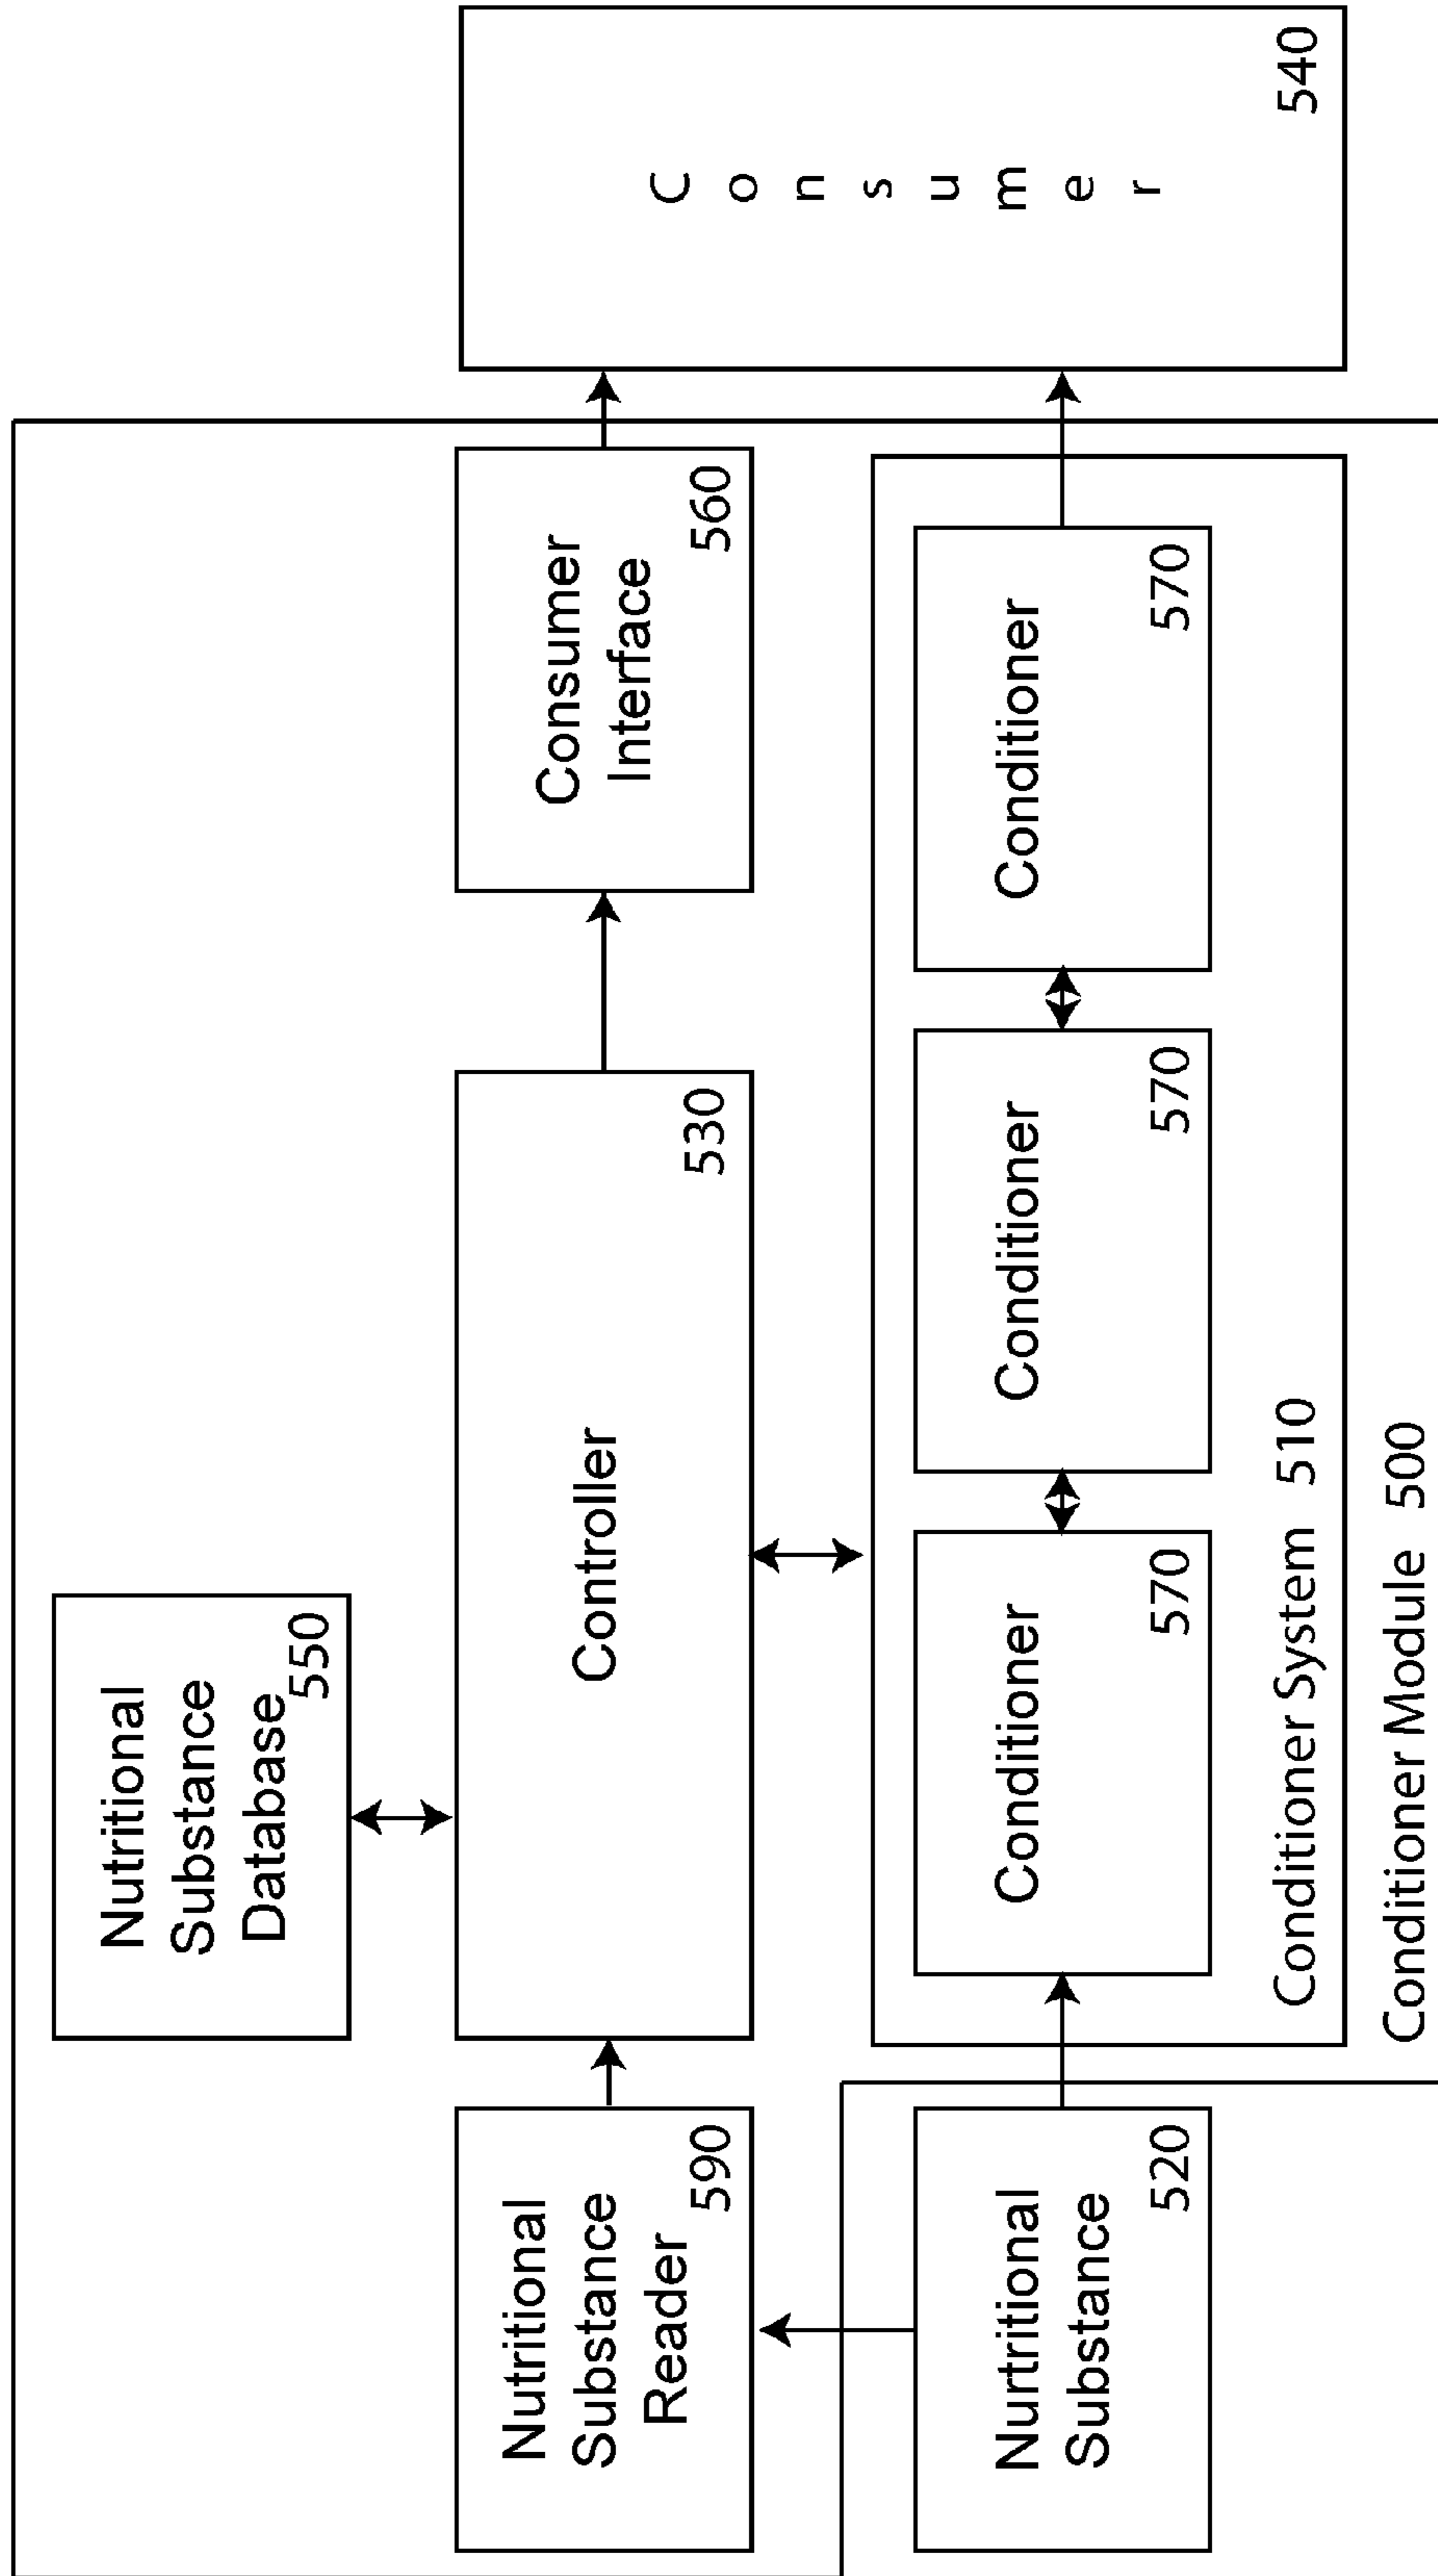 Nutritional
Substance
Database
550
Nutritional
Substance
Reader
590
Controller
530
Consumer
Interface
560
Consumer
540
Nurtritional
Substance
520
Conditioner
570
Conditioner
570
Conditioner
570
Conditioner System 510
Conditioner Module 500